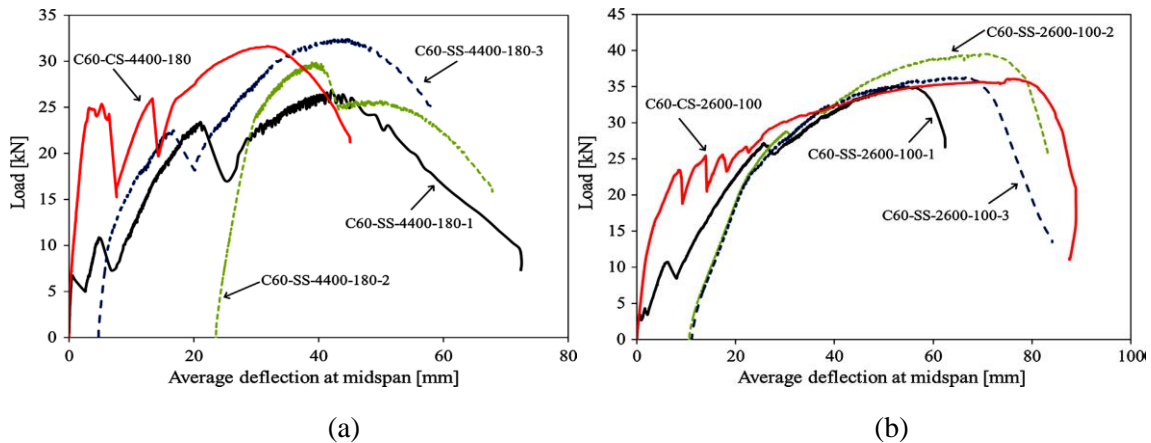 35
30
25
20
15
10
5
0
Load [kN]
C60-CS-4400-180
C60-SS-4400-180-3
C60-SS-4400-180-1
C60-SS-4400-180-2
0 20 40 60 80
Average deflection at midspan [mm]
(a)
45
40
35
30
25
20
15
10
5
0
Load [kN]
C60-SS-2600-100-2
C60-CS-2600-100
C60-SS-2600-100-1
C60-SS-2600-100-3
0 20 40 60 80 100
Average deflection at midspan [mm]
(b)